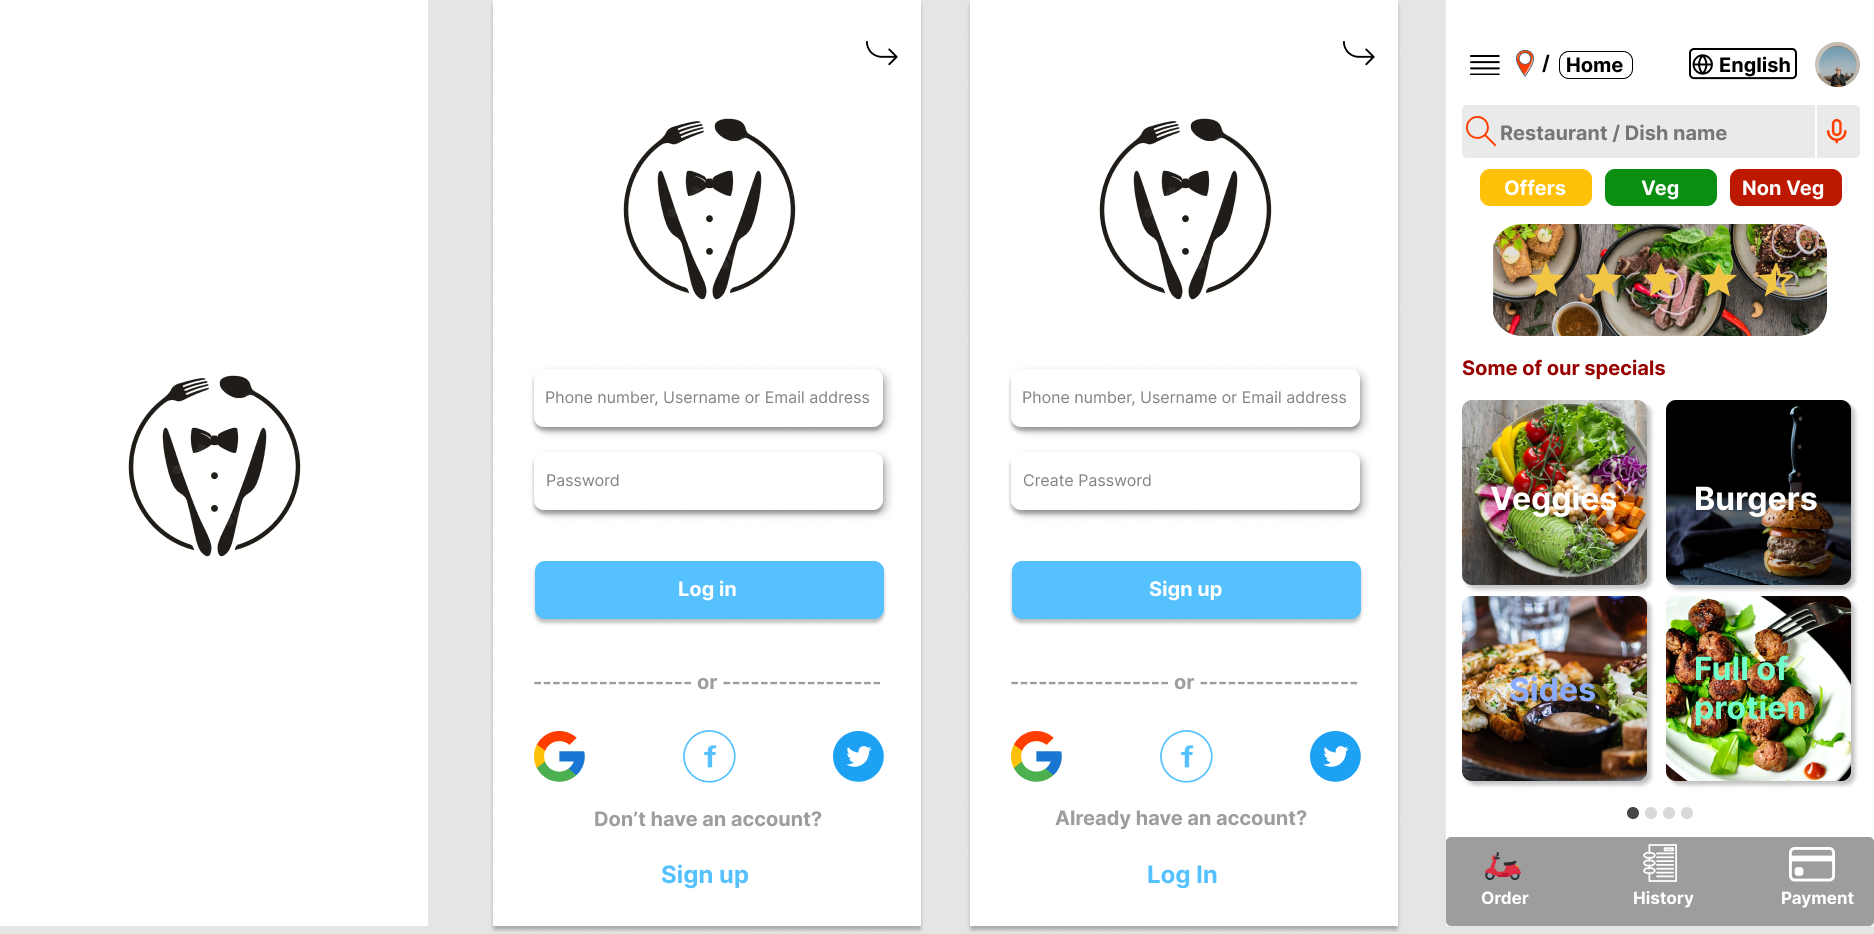 Phone number, Username or Email address
Password
Log in
or
Don't have an account?
Sign up
Phone number, Username or Email address
Create Password
Sign up
or
Already have an account?
Log In
/ Home
English
Restaurant / Dish name
Offers
Veg
Non Veg
Some of our specials
Veggies
Burgers
Sides
Full of
protien
Order
History
Payment